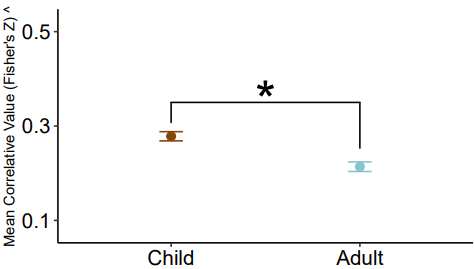 Mean Correlative Value (Fisher's Z) ^
0.5
0.3
0.1
*
Child
Adult